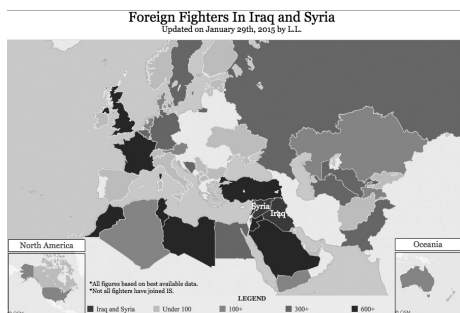 Foreign Fighters In Iraq and Syria
Updated on January 29th, 2015 by L.L.
Syria
Iraq
North America
Oceania
*All figures based on best available data.
*Not all fighters have joined IS.
LEGEND
Iraq and Syria
Under 100
100+
300+
600+